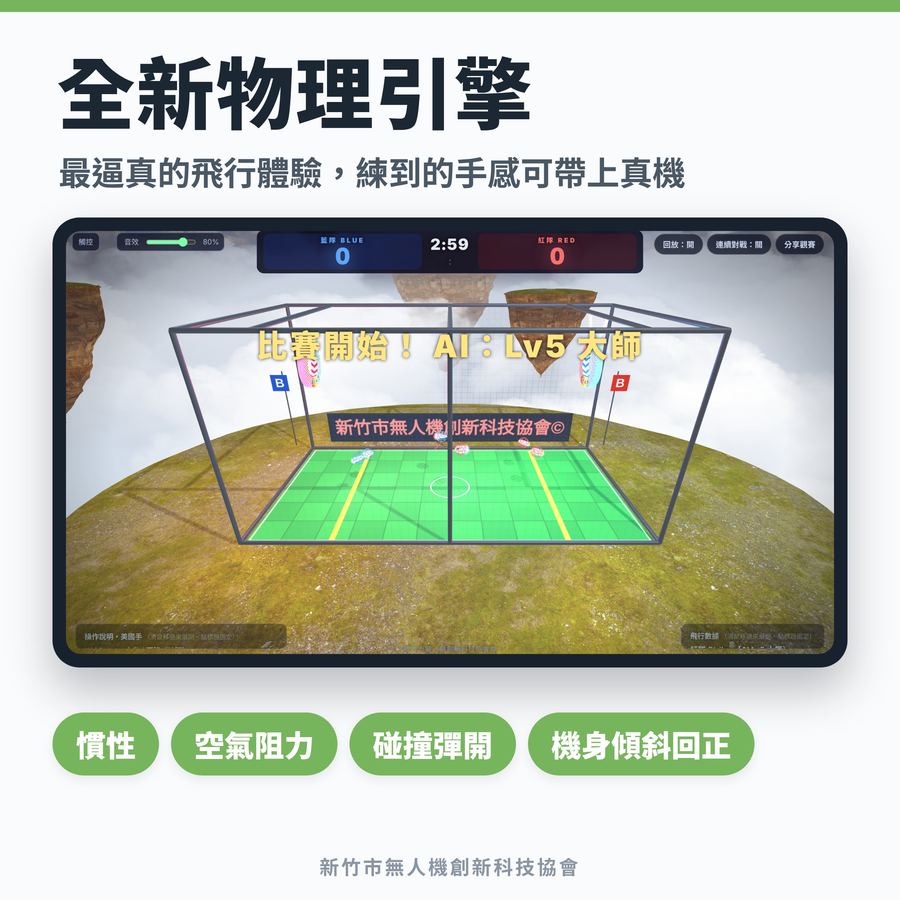 全新物理引擎
最逼真的飛行體驗，練到的手感可帶上真機
觸控
音效
80%
藍隊 BLUE
0
2:59
:
紅隊 RED
0
回放：開
連續對戰：關
分享觀賽
比賽開始！ AI：Lv5 大師
B
B
新竹市無人機創新科技協會©
操作說明・美國手
飛行數據
慣性
空氣阻力
碰撞彈開
機身傾斜回正
新竹市無人機創新科技協會